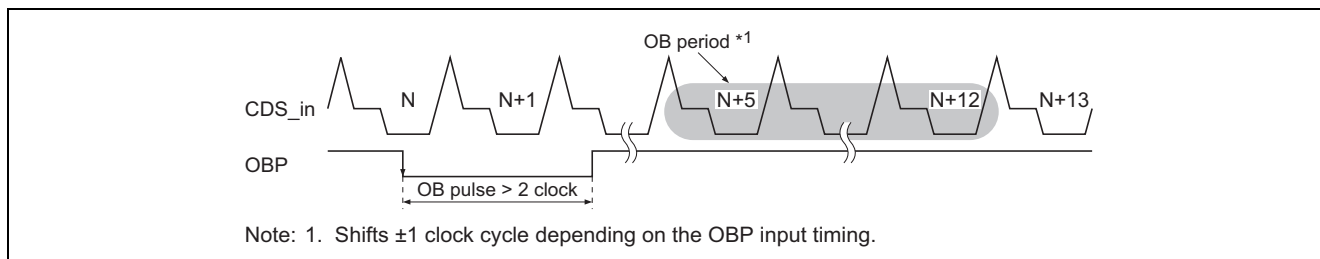 OB period *1
N
N+1
N+5
N+12
N+13
CDS_in
OBP
OB pulse > 2 clock
Note: 1. Shifts ±1 clock cycle depending on the OBP input timing.